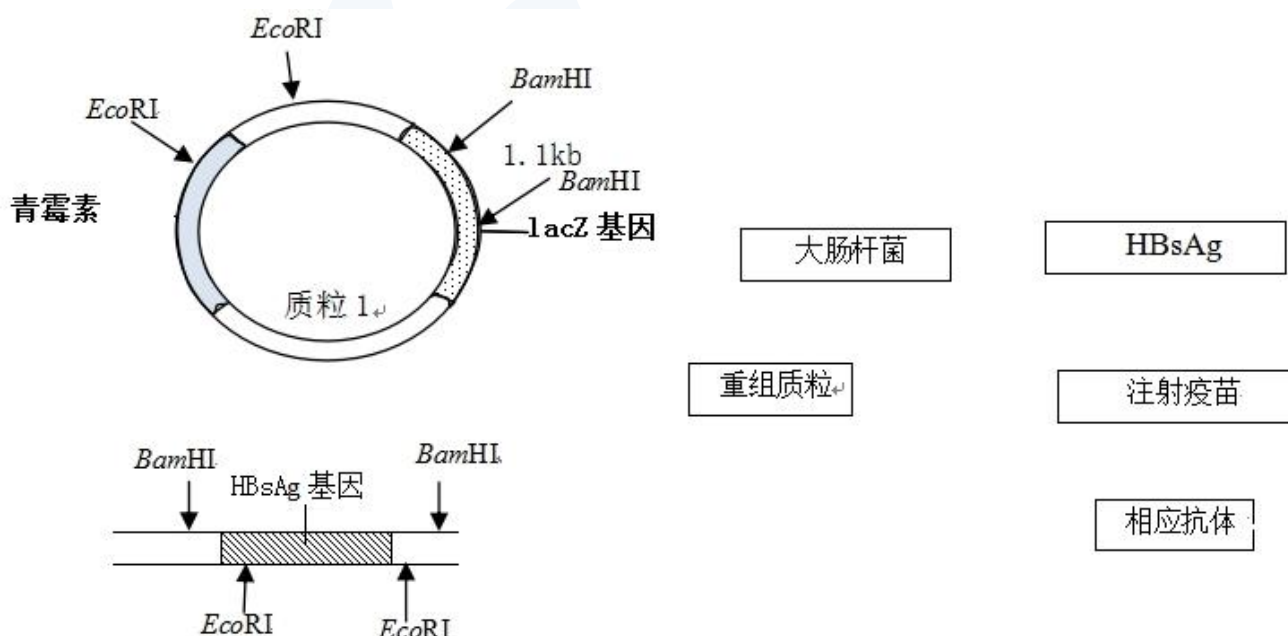 EcoRI
BamHI
EcoRI
1.1kb
BamHI
青霉素
lacZ 基因
大肠杆菌
HBsAg
质粒 1
重组质粒
注射疫苗
BamHI
BamHI
HBsAg 基因
相应抗体
EcoRI
EcoRI